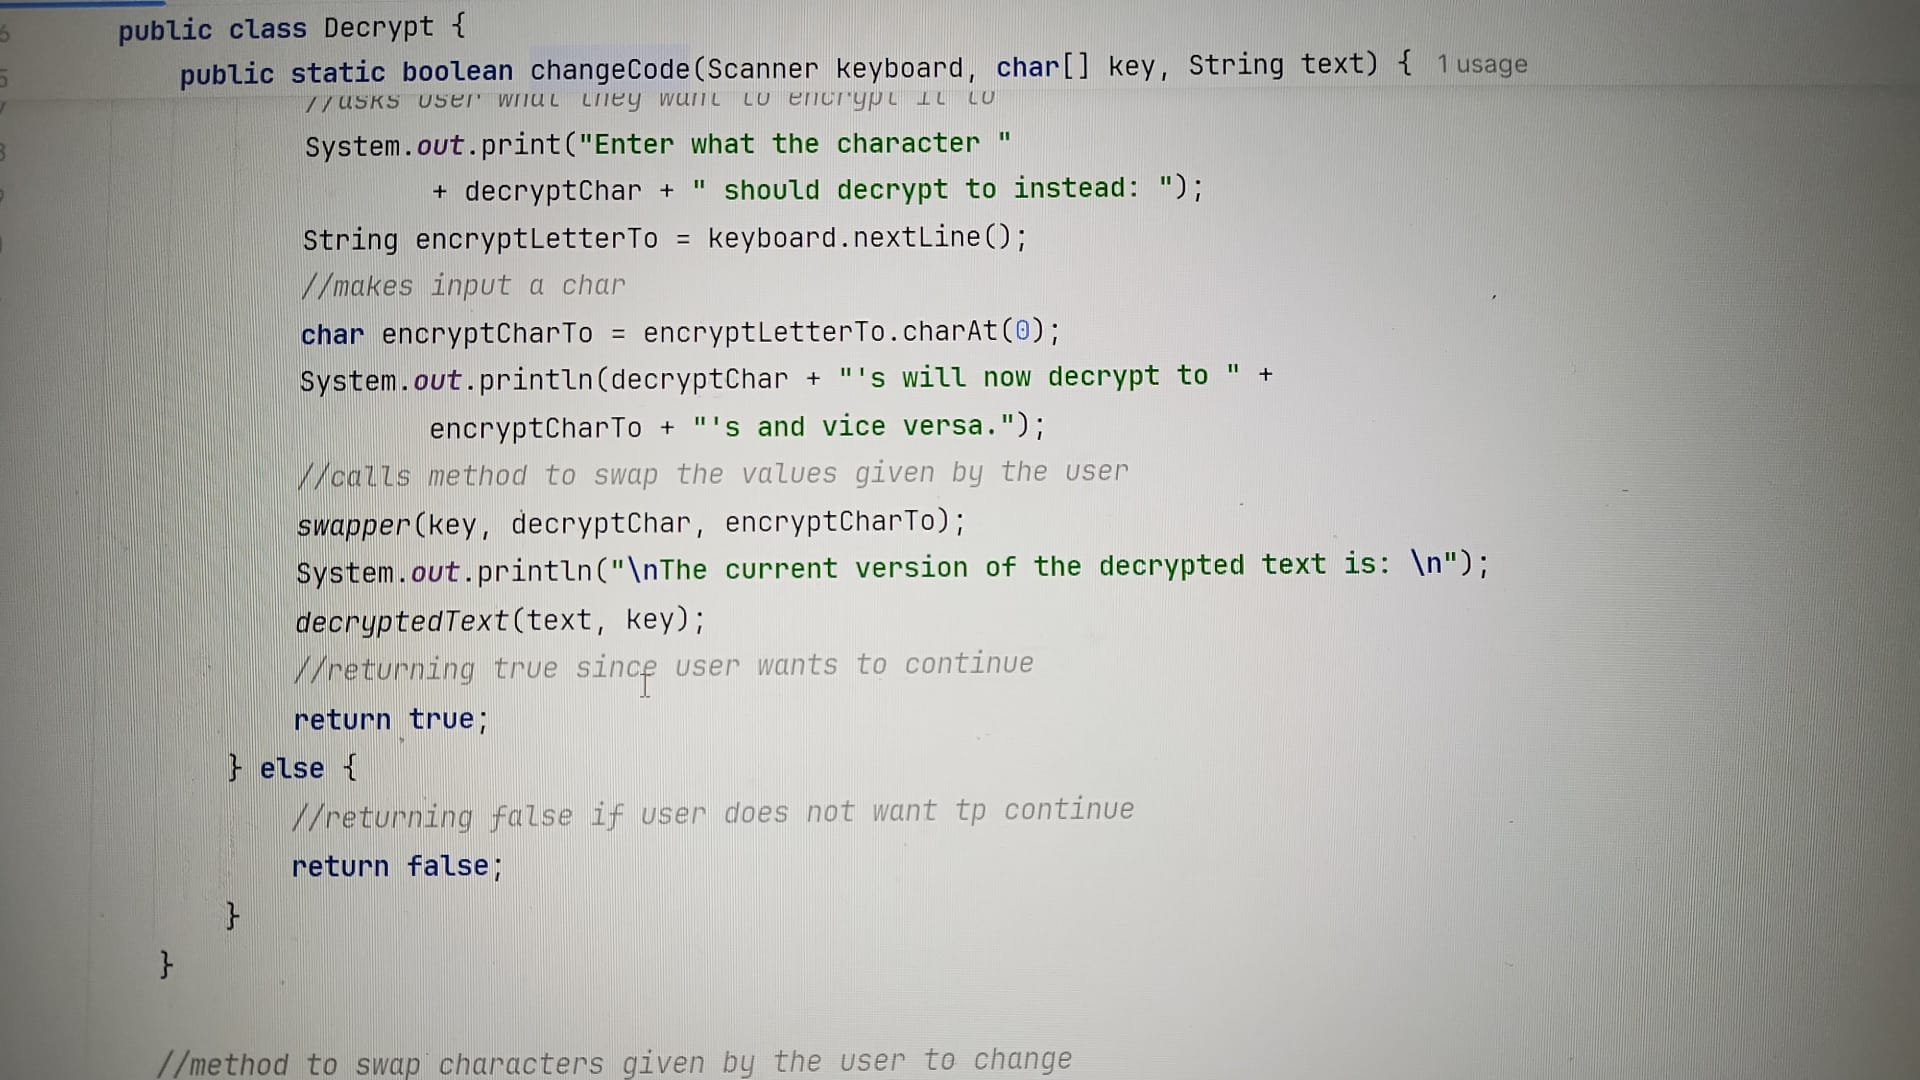 public class Decrypt {
public static boolean changeCode(Scanner keyboard, char[] key, String text) { 1 usage
//asks user what they want to encrypt it to
System.out.print("Enter what the character "
+ decryptChar + " should decrypt to instead: ");
String encryptLetterTo = keyboard.nextLine();
//makes input a char
char encryptCharTo = encryptLetterTo.charAt(0);
System.out.println(decryptChar + "'s will now decrypt to " +
encryptCharTo + "'s and vice versa.");
//calls method to swap the values given by the user
swapper(key, decryptChar, encryptCharTo);
System.out.println("\nThe current version of the decrypted text is: \n");
decryptedText(text, key);
//returning true since user wants to continue
return true;
} else {
//returning false if user does not want tp continue
return false;
}
}
//method to swap characters given by the user to change